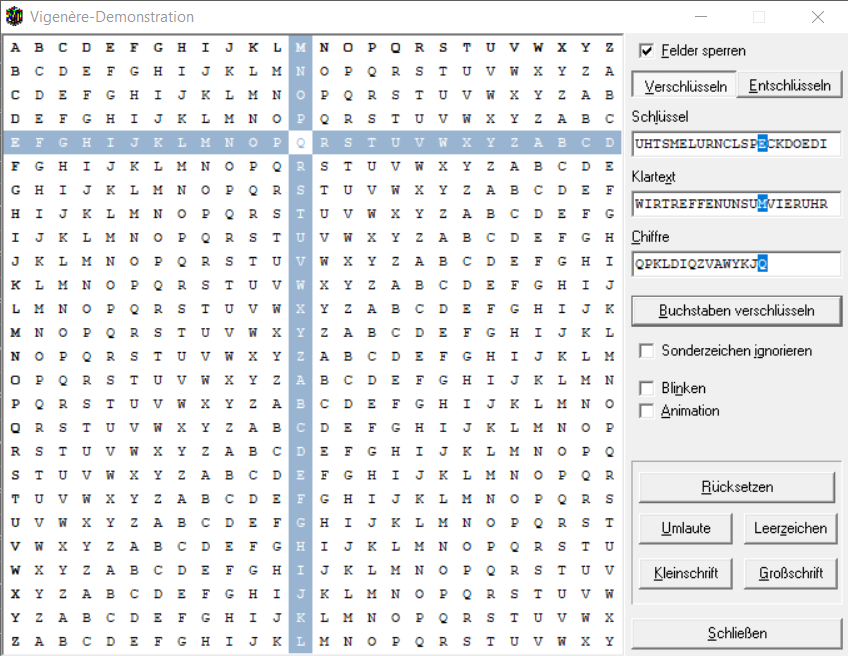 Vigenère-Demonstration
A B C D E F G H I J K L M N O P Q R S T U V W X Y Z
B C D E F G H I J K L M N O P Q R S T U V W X Y Z A
C D E F G H I J K L M N O P Q R S T U V W X Y Z A B
D E F G H I J K L M N O P Q R S T U V W X Y Z A B C
E F G H I J K L M N O P Q R S T U V W X Y Z A B C D
F G H I J K L M N O P Q R S T U V W X Y Z A B C D E
G H I J K L M N O P Q R S T U V W X Y Z A B C D E F
H I J K L M N O P Q R S T U V W X Y Z A B C D E F G
I J K L M N O P Q R S T U V W X Y Z A B C D E F G H
J K L M N O P Q R S T U V W X Y Z A B C D E F G H I
K L M N O P Q R S T U V W X Y Z A B C D E F G H I J
L M N O P Q R S T U V W X Y Z A B C D E F G H I J K
M N O P Q R S T U V W X Y Z A B C D E F G H I J K L
N O P Q R S T U V W X Y Z A B C D E F G H I J K L M
O P Q R S T U V W X Y Z A B C D E F G H I J K L M N
P Q R S T U V W X Y Z A B C D E F G H I J K L M N O
Q R S T U V W X Y Z A B C D E F G H I J K L M N O P
R S T U V W X Y Z A B C D E F G H I J K L M N O P Q
S T U V W X Y Z A B C D E F G H I J K L M N O P Q R
T U V W X Y Z A B C D E F G H I J K L M N O P Q R S
U V W X Y Z A B C D E F G H I J K L M N O P Q R S T
V W X Y Z A B C D E F G H I J K L M N O P Q R S T U
W X Y Z A B C D E F G H I J K L M N O P Q R S T U V
X Y Z A B C D E F G H I J K L M N O P Q R S T U V W
Y Z A B C D E F G H I J K L M N O P Q R S T U V W X
Z A B C D E F G H I J K L M N O P Q R S T U V W X Y
Felder sperren
Verschlüsseln Entschlüsseln
Schlüssel
UHTSMELURNCLSPECKDOEDI
Klartext
WIRTREFFENUNSUMVIERUHR
Chiffre
QPKLDIQZVAWYKJQ
Buchstaben verschlüsseln
Sonderzeichen ignorieren
Blinken
Animation
Rücksetzen
Umlaute Leerzeichen
Kleinschrift Großschrift
Schließen